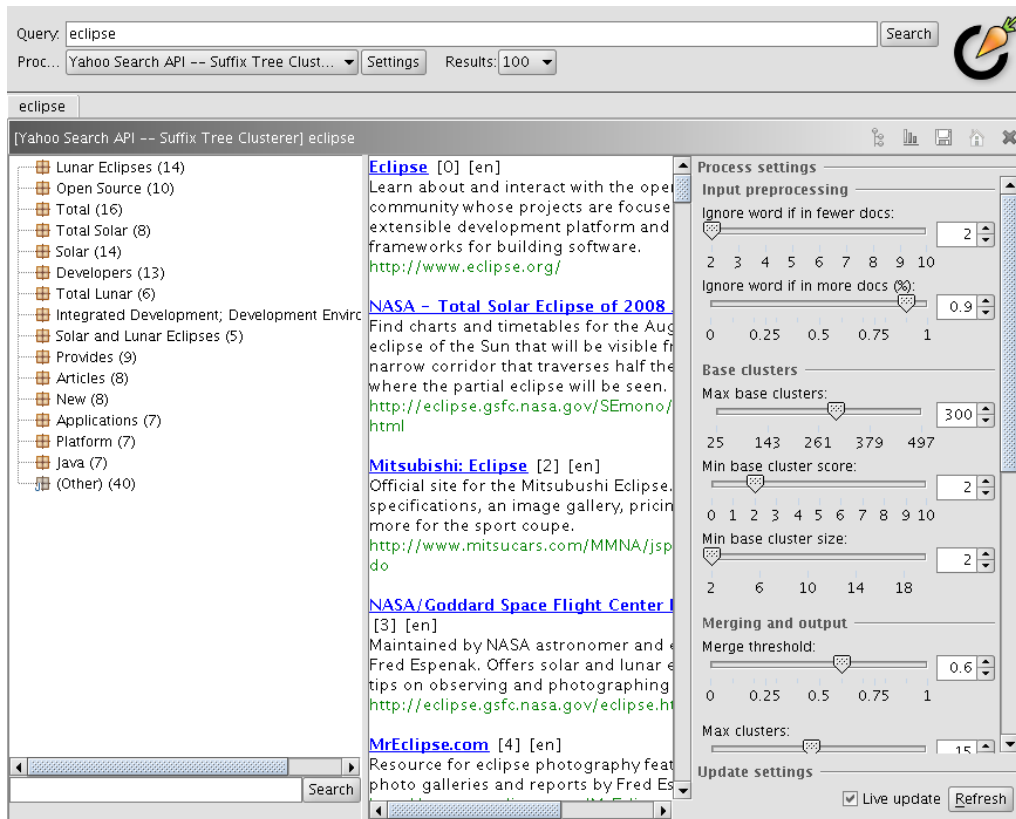 Query: eclipse Search
Proc... Yahoo Search API -- Suffix Tree Clust... Settings Results: 100
eclipse
[Yahoo Search API -- Suffix Tree Clusterer] eclipse
Lunar Eclipses (14)
Open Source (10)
Total (16)
Total Solar (8)
Solar (14)
Developers (13)
Total Lunar (6)
Integrated Development; Development Enviro
Solar and Lunar Eclipses (5)
Provides (9)
Articles (8)
New (8)
Applications (7)
Platform (7)
Java (7)
(Other) (40)
Search
Eclipse [0] [en]
Learn about and interact with the oper
community whose projects are focuse
extensible development platform and
frameworks for building software.
http://www.eclipse.org/
NASA - Total Solar Eclipse of 2008
Find charts and timetables for the Aug
eclipse of the Sun that will be visible fr
narrow corridor that traverses half the
where the partial eclipse will be seen.
http://eclipse.gsfc.nasa.gov/SEmono/
html
Mitsubishi: Eclipse [2] [en]
Official site for the Mitsubushi Eclipse.
specifications, an image gallery, pricin
more for the sport coupe.
http://www.mitsucars.com/MMNA/jsp
do
NASA/Goddard Space Flight Center
[3] [en]
Maintained by NASA astronomer and e
Fred Espenak. Offers solar and lunar e
tips on observing and photographing
http://eclipse.gsfc.nasa.gov/eclipse.ht
MrEclipse.com [4] [en]
Resource for eclipse photography feat
photo galleries and reports by Fred Es
Process settings
Input preprocessing
Ignore word if in fewer docs:
2
2 3 4 5 6 7 8 9 10
Ignore word if in more docs (%):
0.9
0 0.25 0.5 0.75 1
Base clusters
Max base clusters:
300
25 143 261 379 497
Min base cluster score:
2
0 1 2 3 4 5 6 7 8 9 10
Min base cluster size:
2
2 6 10 14 18
Merging and output
Merge threshold:
0.6
0 0.25 0.5 0.75 1
Max clusters:
15
Update settings
Live update Refresh